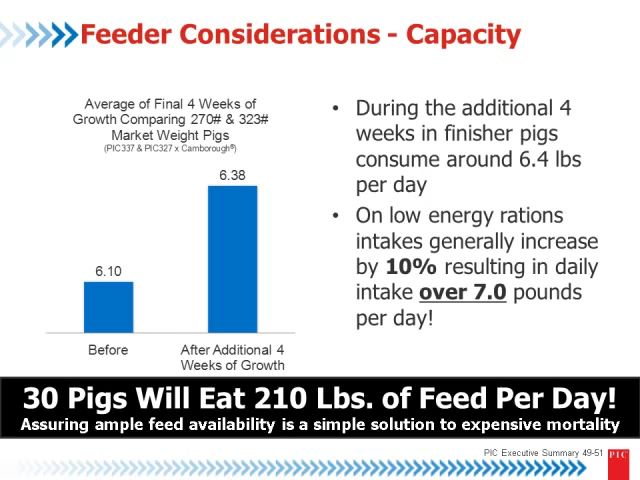 Feeder Considerations - Capacity
Average of Final 4 Weeks of
Growth Comparing 270# & 323#
Market Weight Pigs
(PIC337 & PIC327 x Camborough®)
6.38
6.10
Before
After Additional 4
Weeks of Growth
• During the additional 4
weeks in finisher pigs
consume around 6.4 lbs
per day
• On low energy rations
intakes generally increase
by 10% resulting in daily
intake over 7.0 pounds
per day!
30 Pigs Will Eat 210 Lbs. of Feed Per Day!
Assuring ample feed availability is a simple solution to expensive mortality
PIC Executive Summary 49-51
PIC